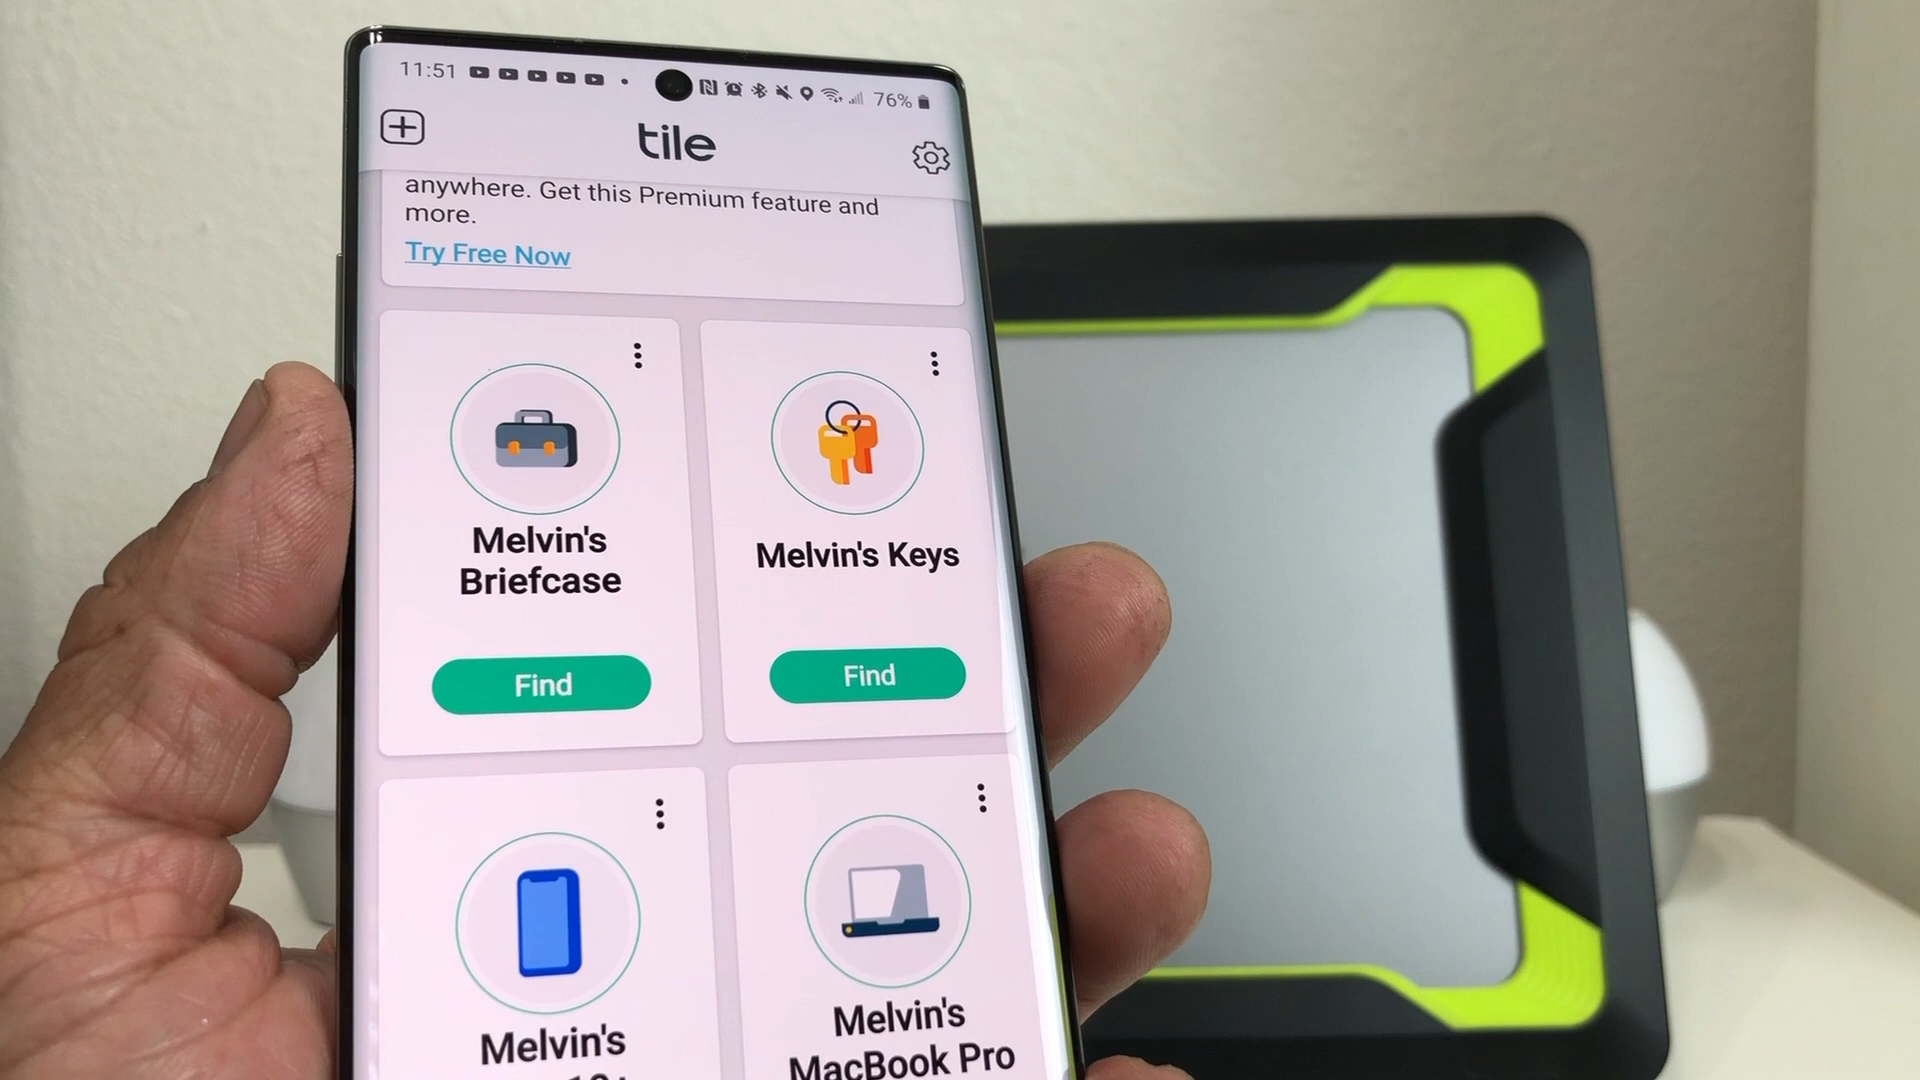 11:51
76%
tile
anywhere. Get this Premium feature and
more.
Try Free Now
Melvin's
Briefcase
Find
Melvin's Keys
Find
Melvin's
Melvin's
MacBook Pro